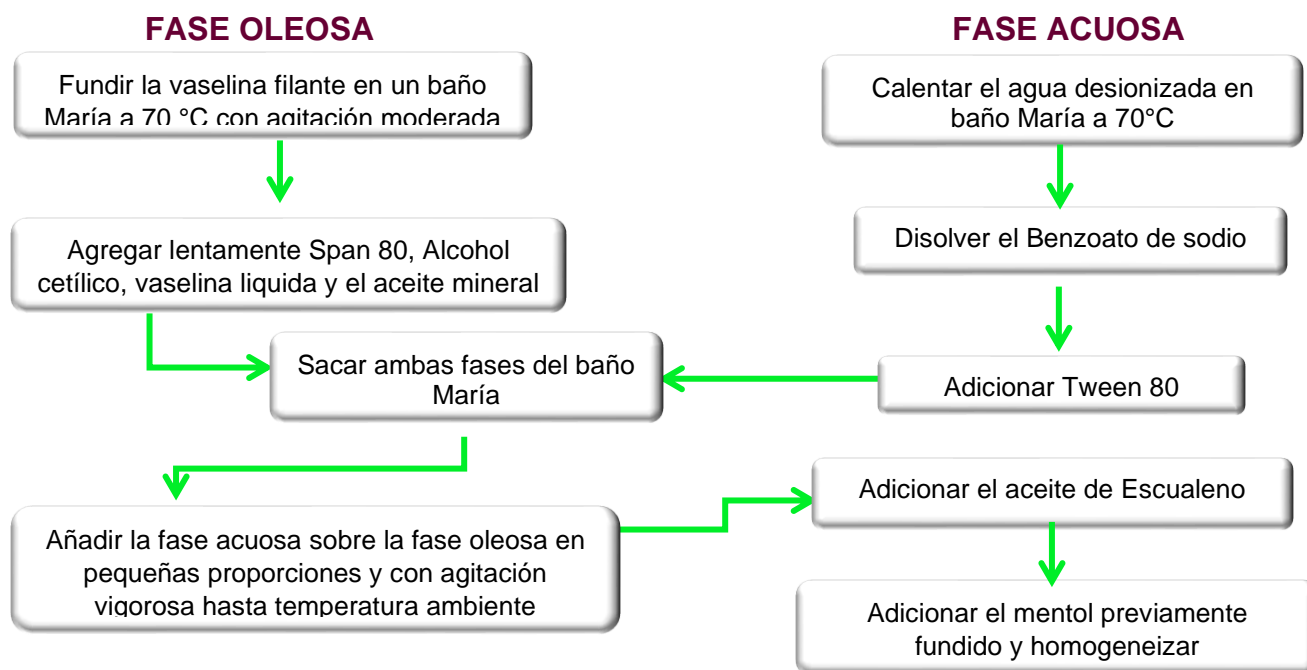 FASE OLEOSA
Fundir la vaselina filante en un baño
María a 70 °C con agitación moderada
Agregar lentamente Span 80, Alcohol
cetílico, vaselina liquida y el aceite mineral
FASE ACUOSA
Calentar el agua desionizada en
baño María a 70°C
Disolver el Benzoato de sodio
Adicionar Tween 80
Sacar ambas fases del baño
María
Añadir la fase acuosa sobre la fase oleosa en
pequeñas proporciones y con agitación
vigorosa hasta temperatura ambiente
Adicionar el aceite de Escualeno
Adicionar el mentol previamente
fundido y homogeneizar